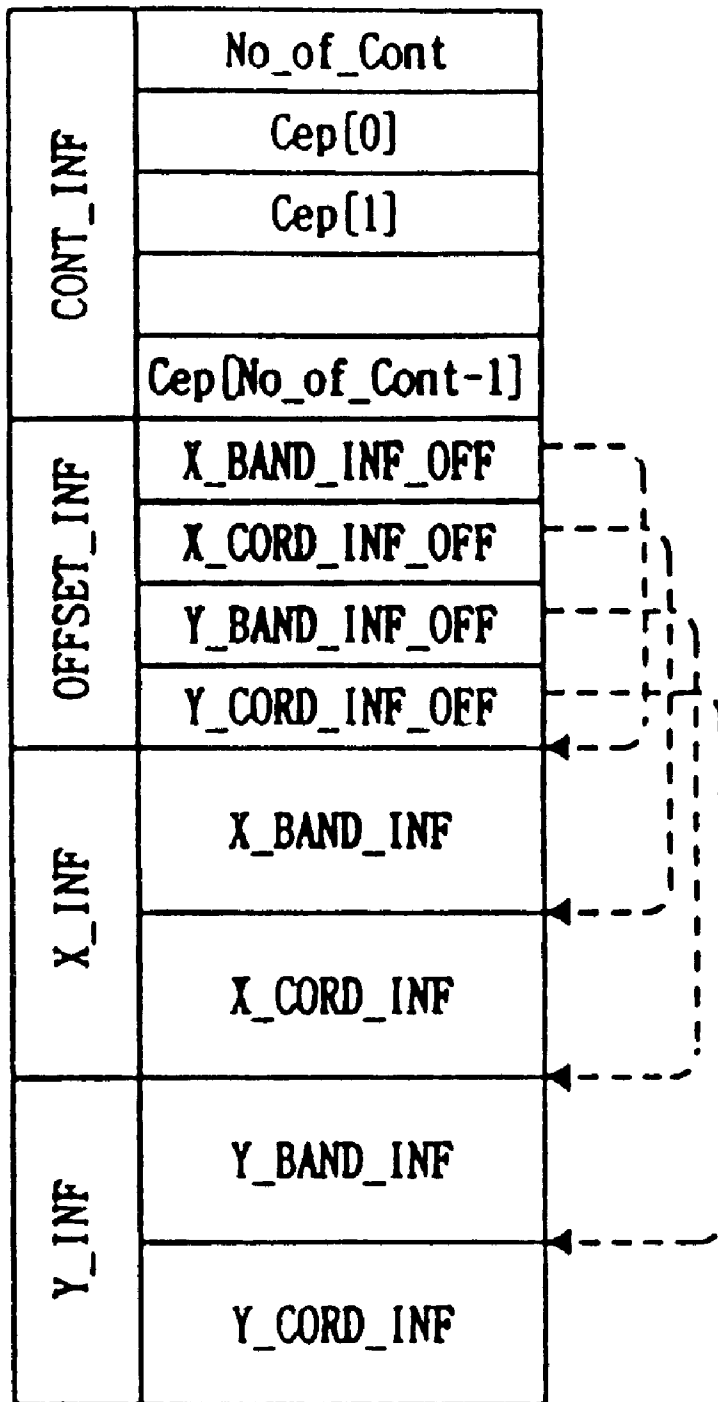 CONT_INF
No_of_Cont
Cep[0]
Cep[1]
Cep[No_of_Cont-1]
OFFSET_INF
X_BAND_INF_OFF
X_CORD_INF_OFF
Y_BAND_INF_OFF
Y_CORD_INF_OFF
X_INF
X_BAND_INF
X_CORD_INF
Y_INF
Y_BAND_INF
Y_CORD_INF